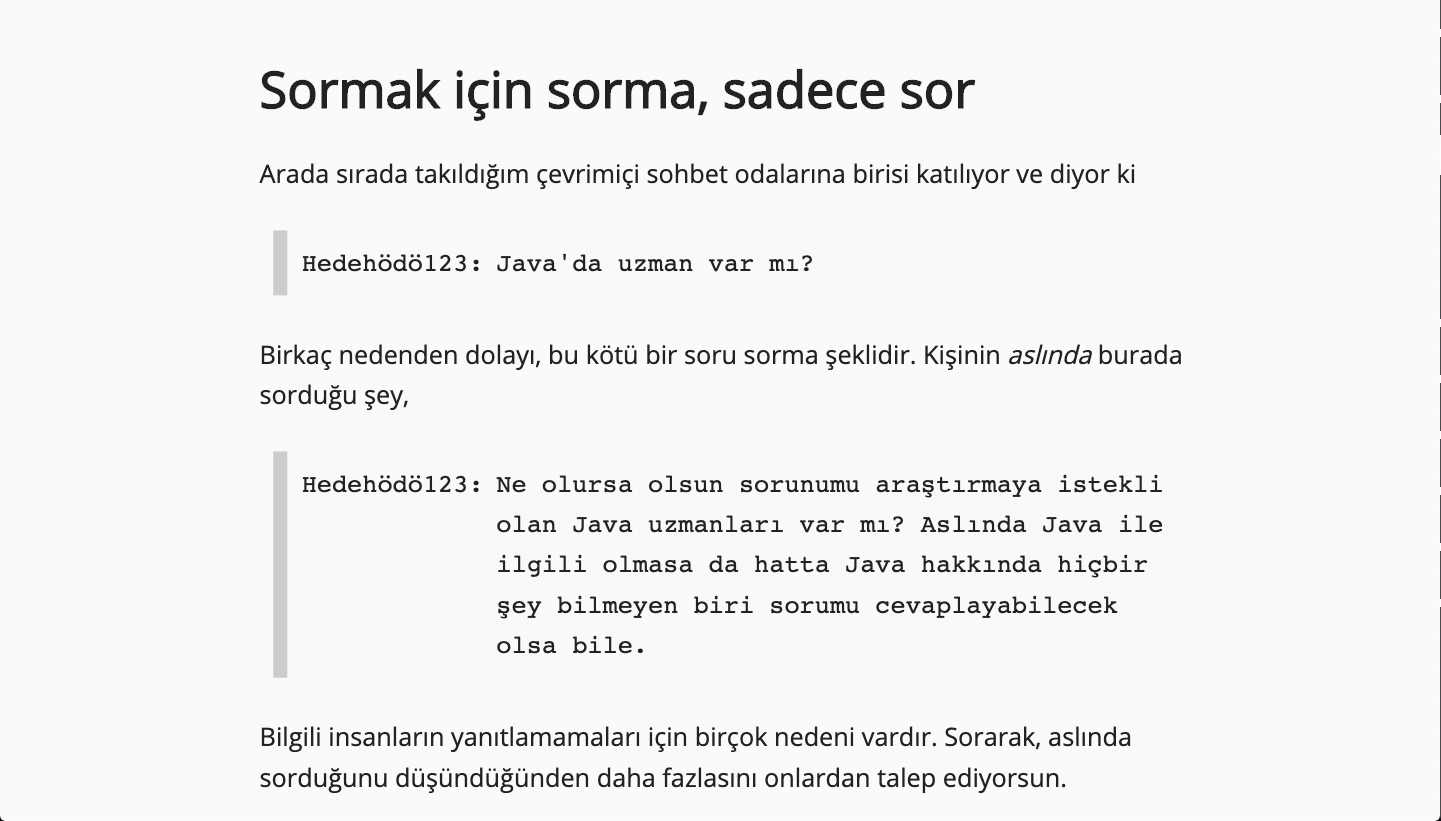 Sormak için sorma, sadece sor
Arada sırada takıldığım çevrimiçi sohbet odalarına birisi katılıyor ve diyor ki
Hedehödö123: Java'da uzman var mı?
Birkaç nedenden dolayı, bu kötü bir soru sorma şeklidir. Kişinin aslında burada
sorduğu şey,
Hedehödö123: Ne olursa olsun sorunumu araştırmaya istekli
olan Java uzmanları var mı? Aslında Java ile
ilgili olmasa da hatta Java hakkında hiçbir
şey bilmeyen biri sorumu cevaplayabilecek
olsa bile.
Bilgili insanların yanıtlamamaları için birçok nedeni vardır. Sorarak, aslında
sorduğunu düşündüğünden daha fazlasını onlardan talep ediyorsun.